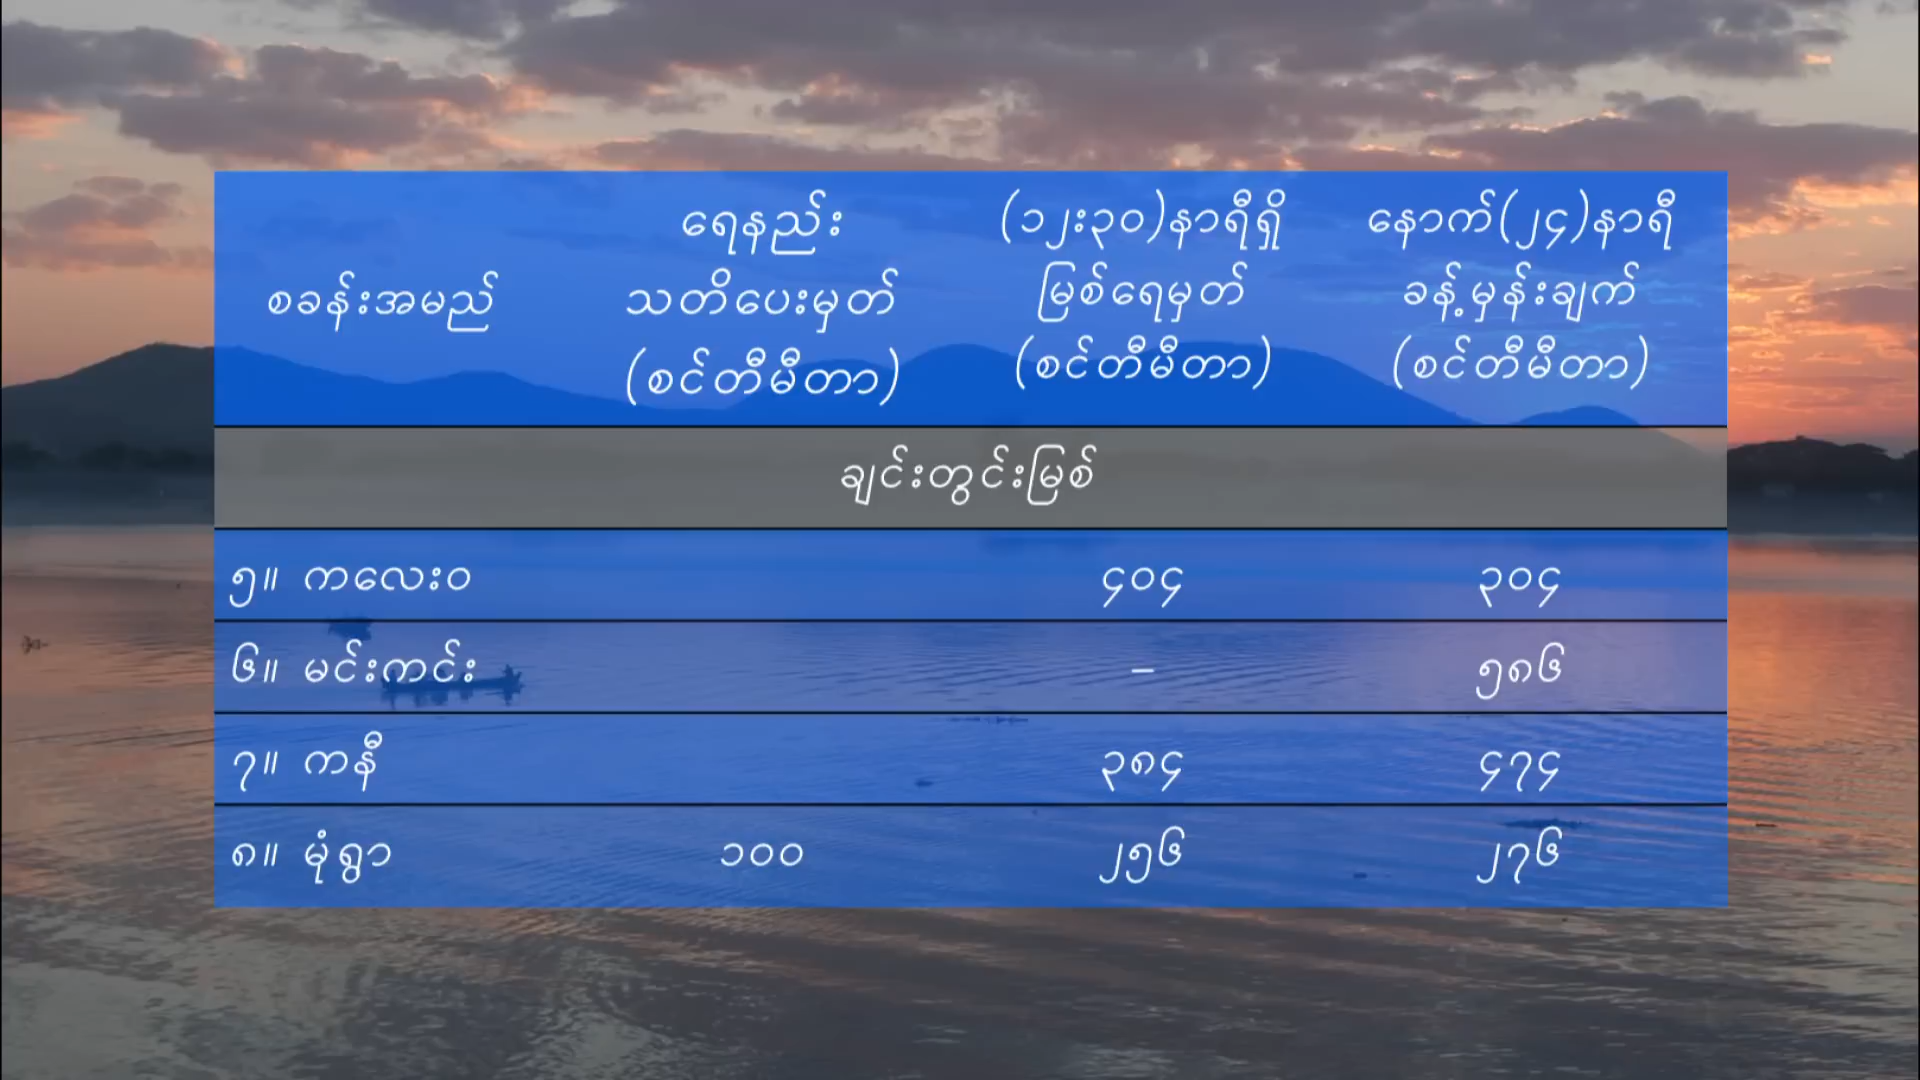 စခန်းအမည်
ရေနည်း
သတိပေးမှတ်
(စင်တီမီတာ)
(၁၂း၃၀)နာရီရှိ
မြစ်ရေမှတ်
(စင်တီမီတာ)
နောက်(၂၄)နာရီ
ခန့်မှန်းချက်
(စင်တီမီတာ)
ချင်းတွင်းမြစ်
၅။ ကလေးဝ ၄၀၄ ၃၀၄
၆။ မင်းကင်း – ၅၈၆
၇။ ကနီ ၃၈၄ ၄၇၄
၈။ မုံရွာ ၁၀၀ ၂၅၆ ၂၇၆